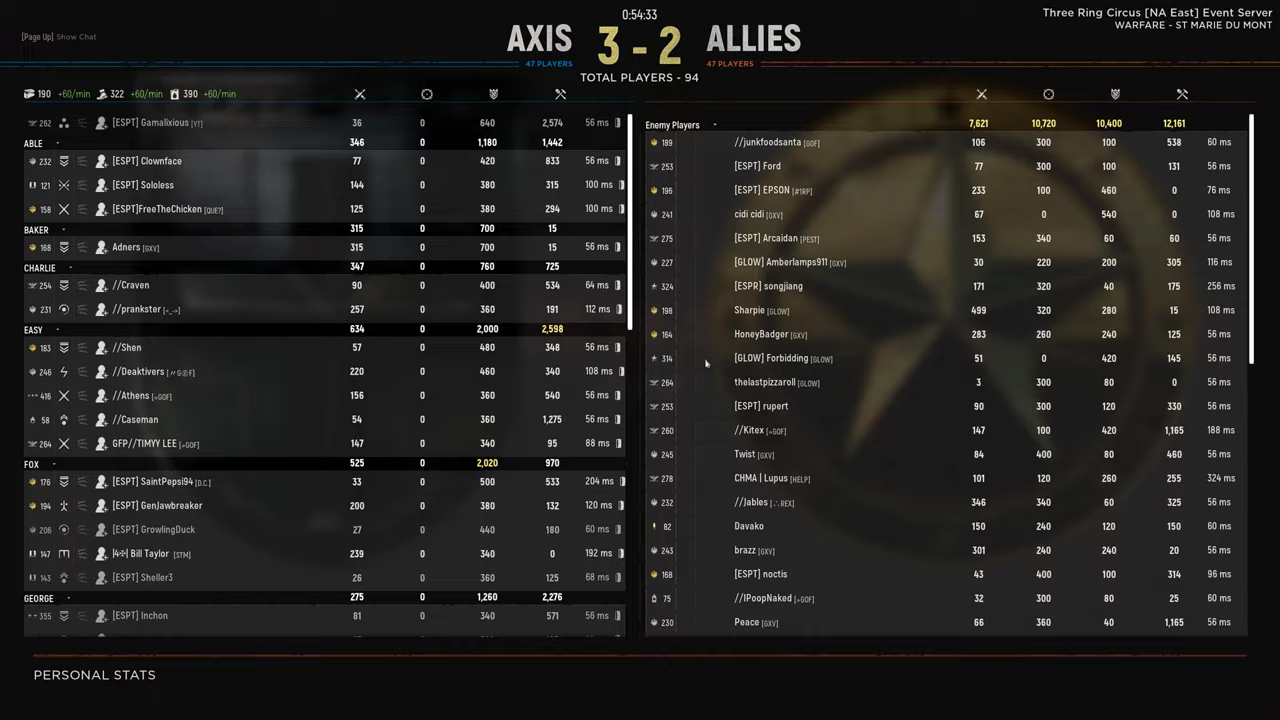 0:54:33
Three Ring Circus [NA East] Event Server
WARFARE - ST MARIE DU MONT
[Page Up] Show Chat
AXIS 3 - 2 ALLIES
47 PLAYERS 47 PLAYERS
TOTAL PLAYERS - 94
190 +60/min 322 +60/min 390 +60/min
262 [ESPT] Gamalixious [YT] 36 0 640 2,574 56 ms
ABLE - 346 0 1,180 1,442
232 [ESPT] Clownface 77 0 420 833 56 ms
121 [ESPT] Sololess 144 0 380 315 100 ms
158 [ESPT]FreeTheChicken [QUE?] 125 0 380 294 100 ms
BAKER - 315 0 700 15
168 Adners [GXV] 315 0 700 15 56 ms
CHARLIE - 347 0 760 725
254 //Craven 90 0 400 534 64 ms
231 //prankster 257 0 360 191 112 ms
EASY - 634 0 2,000 2,598
183 //Shen 57 0 480 348 56 ms
246 //Deaktivers 220 0 460 340 108 ms
416 //Athens [»GOF] 156 0 360 540 56 ms
58 //Caseman 54 0 360 1,275 56 ms
264 GFP//TIMY LEE [»GOF] 147 0 340 95 88 ms
FOX - 525 0 2,020 970
176 [ESPT] SaintPepsi94 [D.C.] 33 0 500 533 204 ms
194 [ESPT] GenJawbreaker 200 0 380 132 120 ms
206 [ESPT] GrowlingDuck 27 0 440 180 60 ms
147 Bill Taylor [STM] 239 0 340 0 192 ms
143 [ESPT] Sheller3 26 0 360 125 68 ms
GEORGE - 275 0 1,260 2,276
355 [ESPT] Inchon 81 0 340 571 56 ms
Enemy Players - 7,621 10,720 10,400 12,161
189 //junkfoodsanta [GOF] 106 300 100 538 60 ms
253 [ESPT] Ford 77 300 100 131 56 ms
196 [ESPT] EPSON [#1RP] 233 100 460 0 76 ms
241 cidi cidi [GXV] 67 0 540 0 108 ms
275 [ESPT] Arcaidan [PEST] 153 340 60 60 56 ms
227 [GLOW] Amberlamps911 [GXV] 30 220 200 305 116 ms
324 [ESPR] songjiang 171 320 40 175 256 ms
198 Sharpie [GLOW] 499 320 280 15 108 ms
164 HoneyBadger [GXV] 283 260 240 125 56 ms
314 [GLOW] Forbidding [GLOW] 51 0 420 145 56 ms
264 thelastpizzaroll [GLOW] 3 300 80 0 56 ms
253 [ESPT] rupert 90 300 120 330 56 ms
260 //Kitex [»GOF] 147 100 420 1,165 188 ms
245 Twist [GXV] 84 400 80 460 56 ms
278 CHMA | Lupus [HELP] 101 120 260 255 324 ms
232 //Jables [∴REX] 346 340 60 325 56 ms
82 Davako 150 240 120 150 60 ms
243 brazz [GXV] 301 240 240 20 56 ms
168 [ESPT] noctis 43 400 100 314 96 ms
75 //IPoopNaked [»GOF] 32 300 80 25 60 ms
230 Peace [GXV] 66 360 40 1,165 56 ms
PERSONAL STATS